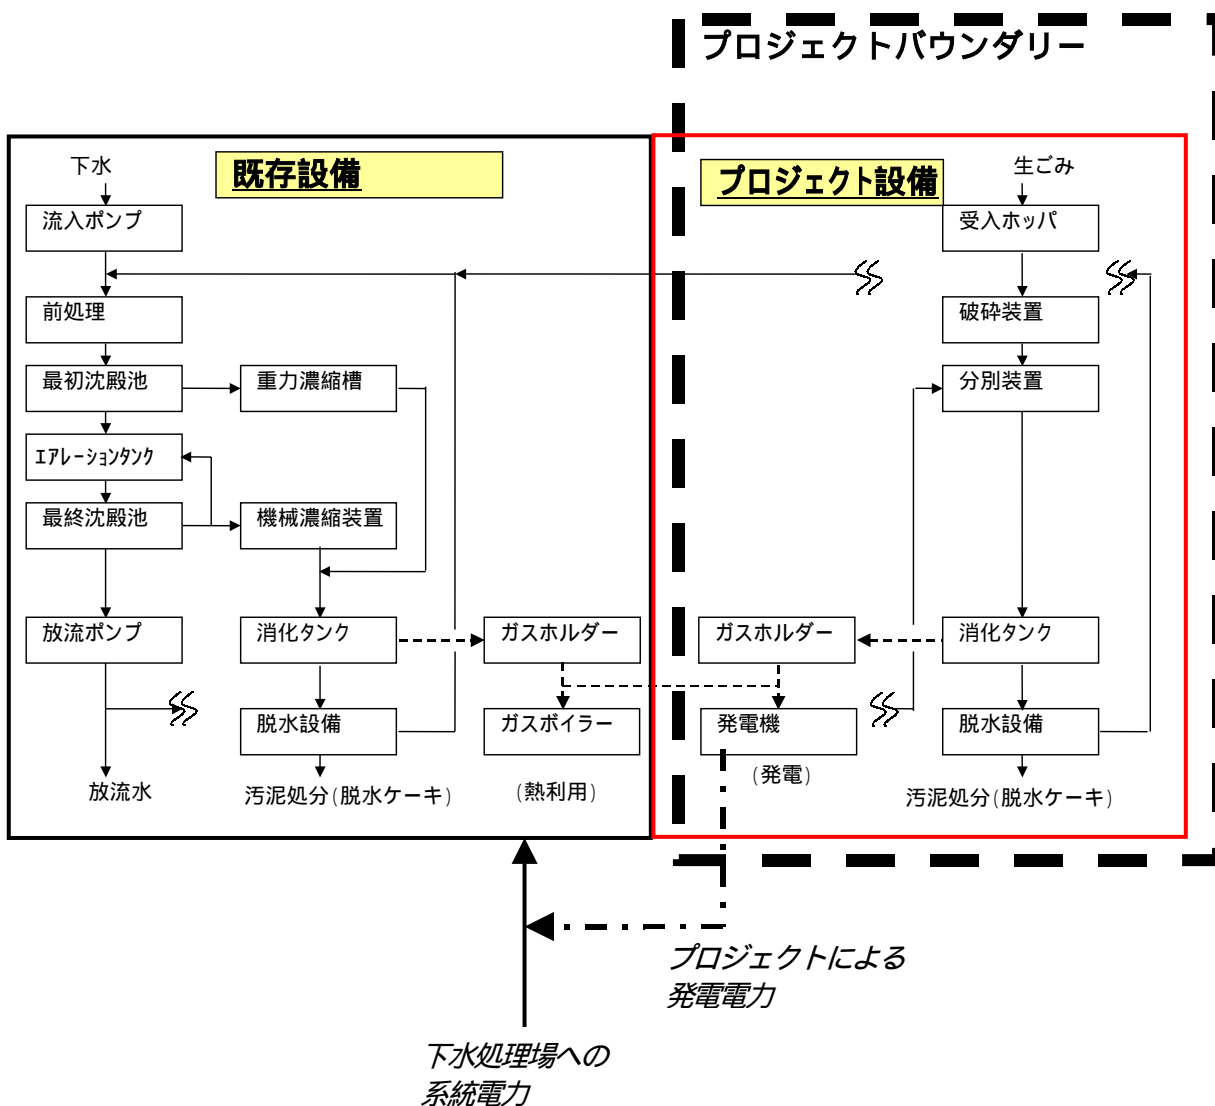 プロジェクトバウンダリー
下水
既存設備
プロジェクト設備
生ごみ
流入ポンプ
受入ホッパ
前処理
破砕装置
最初沈殿池
重力濃縮槽
分別装置
エアレーションタンク
最終沈殿池
機械濃縮装置
放流ポンプ
消化タンク
ガスホルダー
ガスホルダー
消化タンク
脱水設備
ガスボイラー
発電機
脱水設備
放流水
汚泥処分(脱水ケーキ)
(熱利用)
(発電)
汚泥処分(脱水ケーキ)
プロジェクトによる
発電電力
下水処理場への
系統電力